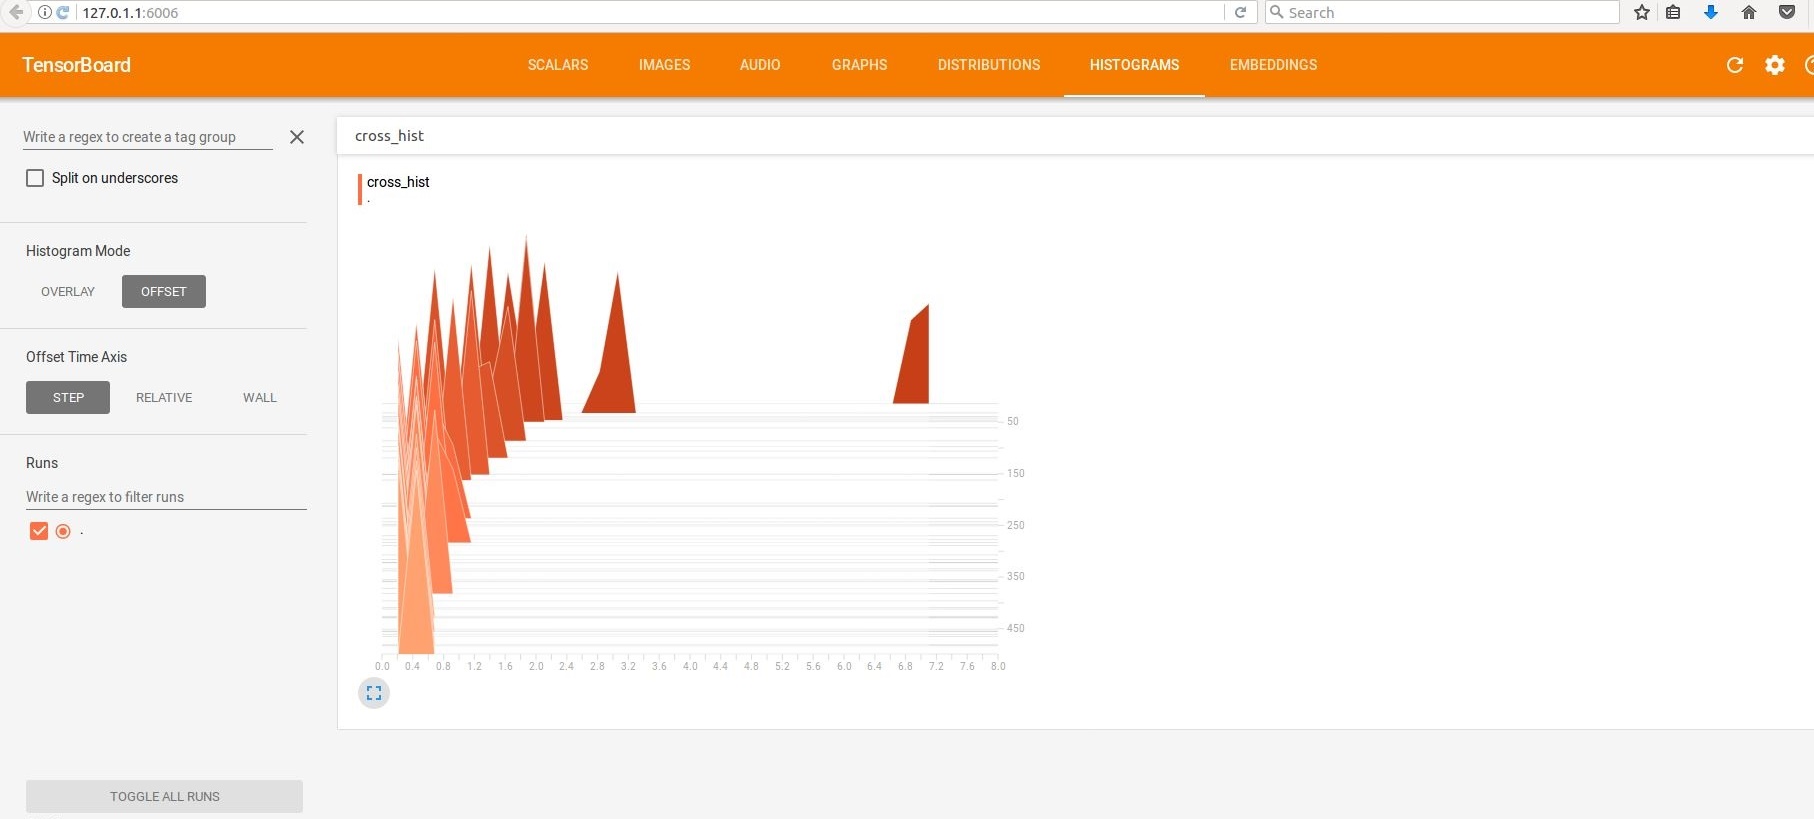 127.0.1.1:6006
Search
TensorBoard
SCALARS IMAGES AUDIO GRAPHS DISTRIBUTIONS HISTOGRAMS EMBEDDINGS
Write a regex to create a tag group
Split on underscores
Histogram Mode
OVERLAY OFFSET
Offset Time Axis
STEP RELATIVE WALL
Runs
Write a regex to filter runs
.
TOGGLE ALL RUNS
cross_hist
cross_hist
.
50
150
250
350
450
0.0 0.4 0.8 1.2 1.6 2.0 2.4 2.8 3.2 3.6 4.0 4.4 4.8 5.2 5.6 6.0 6.4 6.8 7.2 7.6 8.0